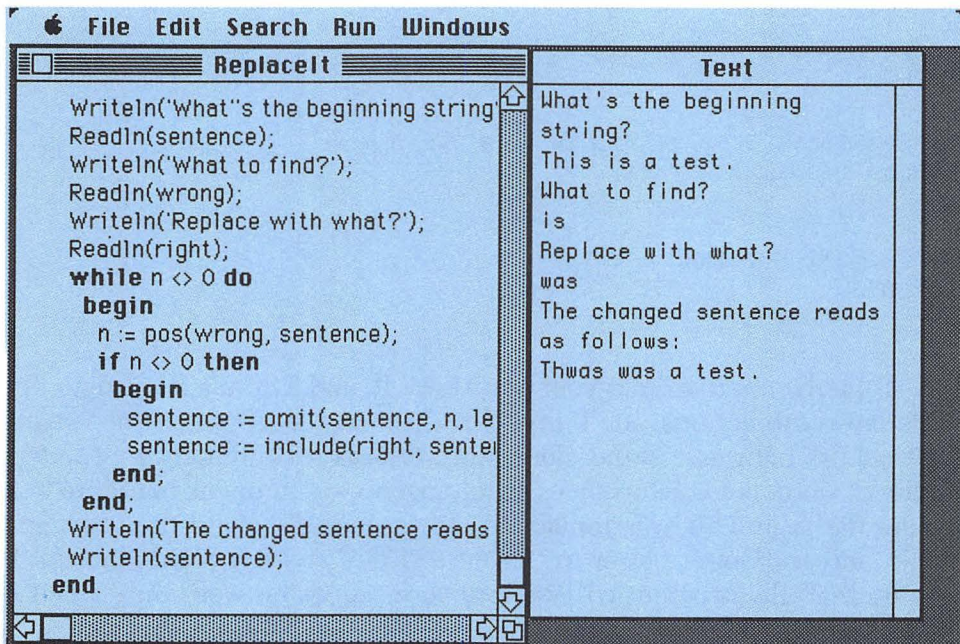 File Edit Search Run Windows
ReplaceIt
Writeln('What''s the beginning string'
Readln(sentence);
Writeln('What to find?');
Readln(wrong);
Writeln('Replace with what?');
Readln(right);
while n <> 0 do
begin
n := pos(wrong, sentence);
if n <> 0 then
begin
sentence := omit(sentence, n, le
sentence := include(right, senten
end;
end;
Writeln('The changed sentence reads
Writeln(sentence);
end.
Text
What's the beginning
string?
This is a test.
What to find?
is
Replace with what?
was
The changed sentence reads
as follows:
Thwas was a test.